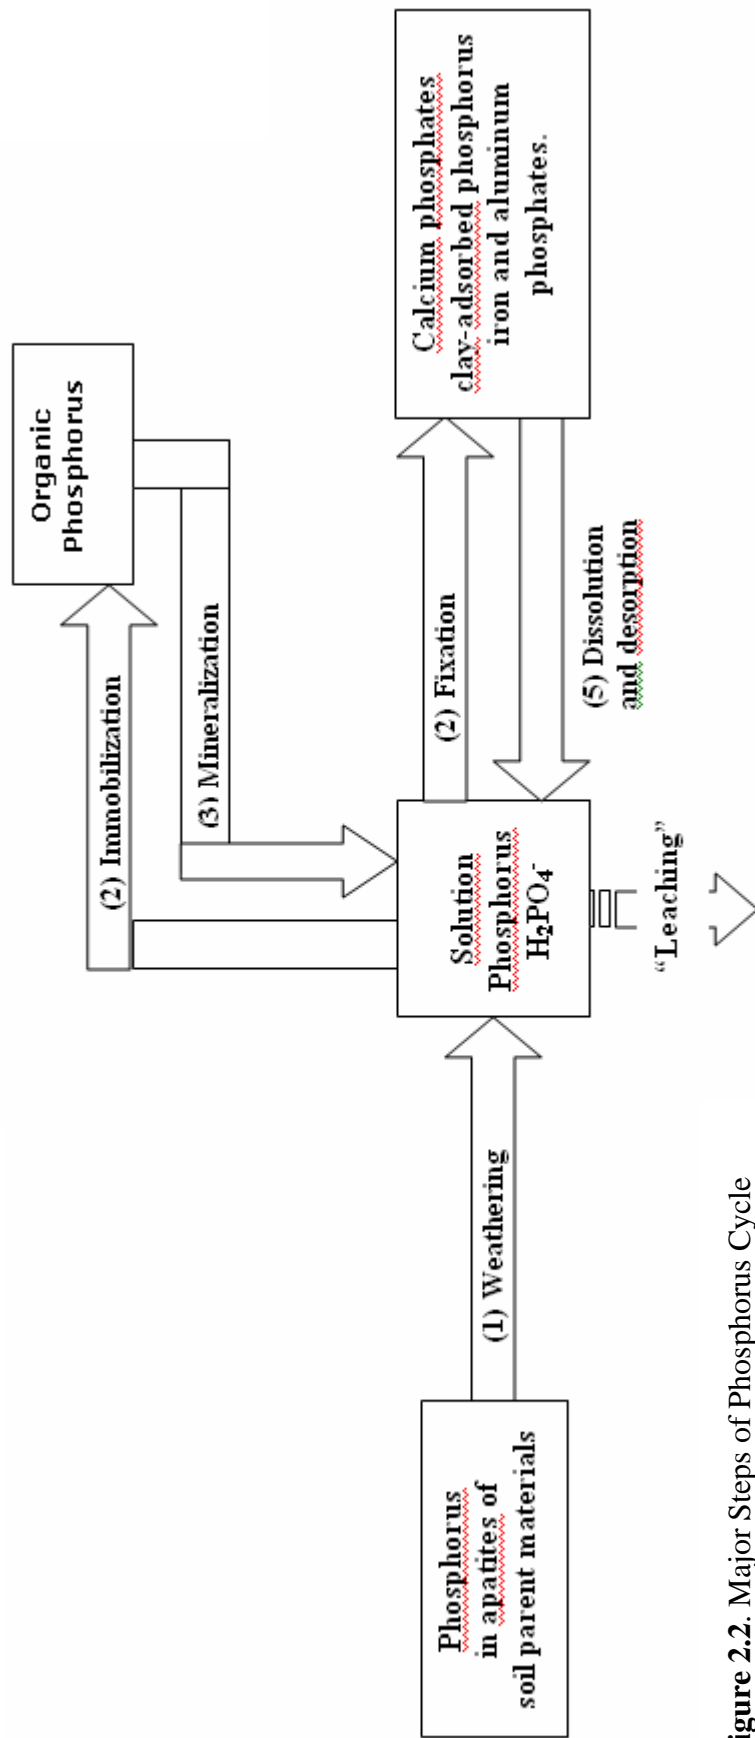 Organic
Phosphorus
(2) Immobilization
(3) Mineralization
Phosphorus
in apatites of
soil parent materials
(1) Weathering
Solution
Phosphorus
H₂PO₄⁻
(2) Fixation
(5) Dissolution
and desorption
Calcium phosphates
clay-adsorbed phosphorus
iron and aluminum
phosphates.
“Leaching”
igure 2.2. Major Steps of Phosphorus Cycle